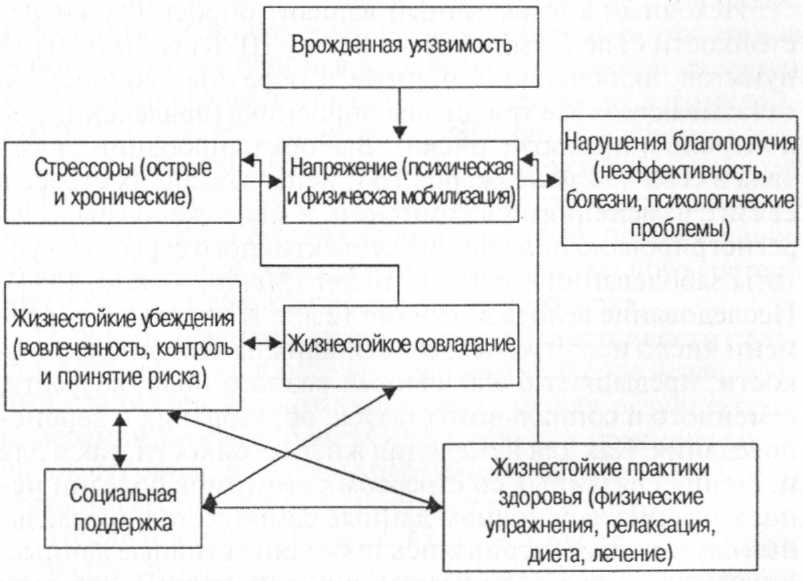 Врожденная уязвимость
Стрессоры (острые
и хронические)
Напряжение (психическая
и физическая мобилизация)
Нарушения благополучия
(неэффективность,
болезни, психологические
проблемы)
Жизнестойкие убеждения
(вовлеченность, контроль
и принятие риска)
Жизнестойкое совладание
Социальная
поддержка
Жизнестойкие практики
здоровья (физические
упражнения, релаксация,
диета, лечение)